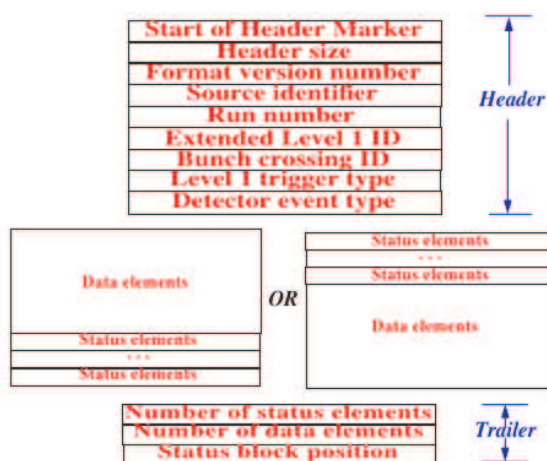 Start of Header Marker
Header size
Format version number
Source identifier
Run number
Extended Level 1 ID
Bunch crossing ID
Level 1 trigger type
Detector event type
Header
Data elements
Status elements
...
Status elements
OR
Status elements
...
Status elements
Data elements
Number of status elements
Number of data elements
Status block position
Trailer